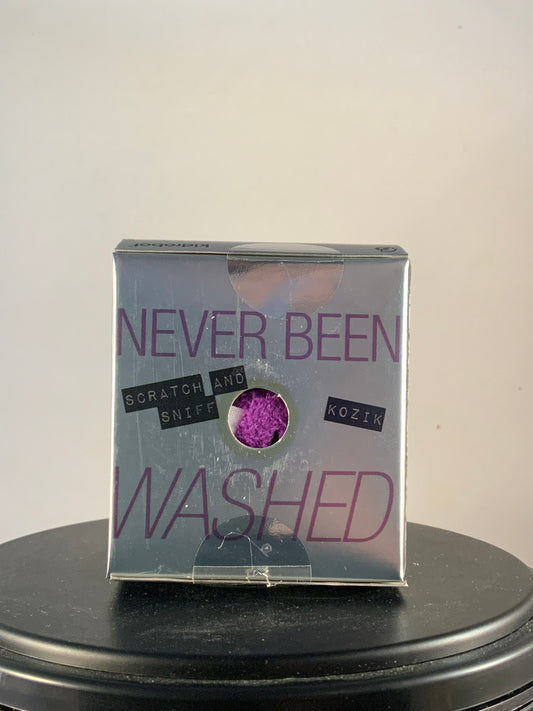 kidrobot
NEVER BEEN
SCRATCH AND
SNIFF
KOZIK
WASHED